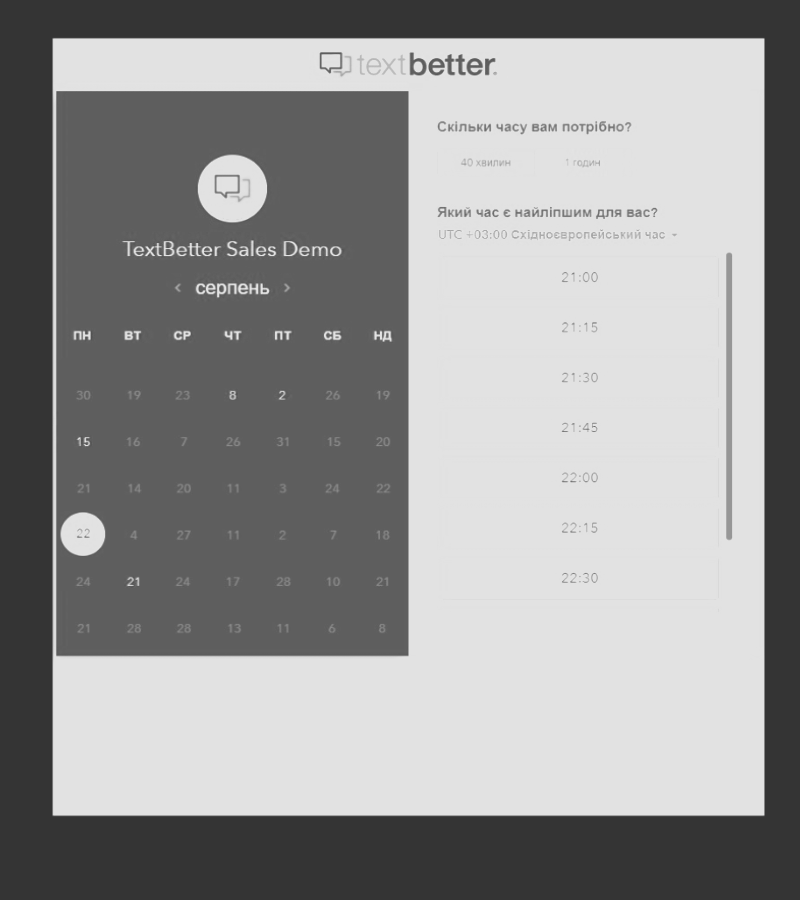 textbetter.
TextBetter Sales Demo
< серпень >
ПН ВТ СР ЧТ ПТ СБ НД
30 19 23 8 2 26 19
15 16 7 26 31 15 20
21 14 20 11 3 24 22
22 4 27 11 2 7 18
24 21 24 17 28 10 21
21 28 28 13 11 6 8
Скільки часу вам потрібно?
40 хвилин 1 годин
Який час є найліпшим для вас?
UTC +03:00 Східноєвропейський час
21:00
21:15
21:30
21:45
22:00
22:15
22:30